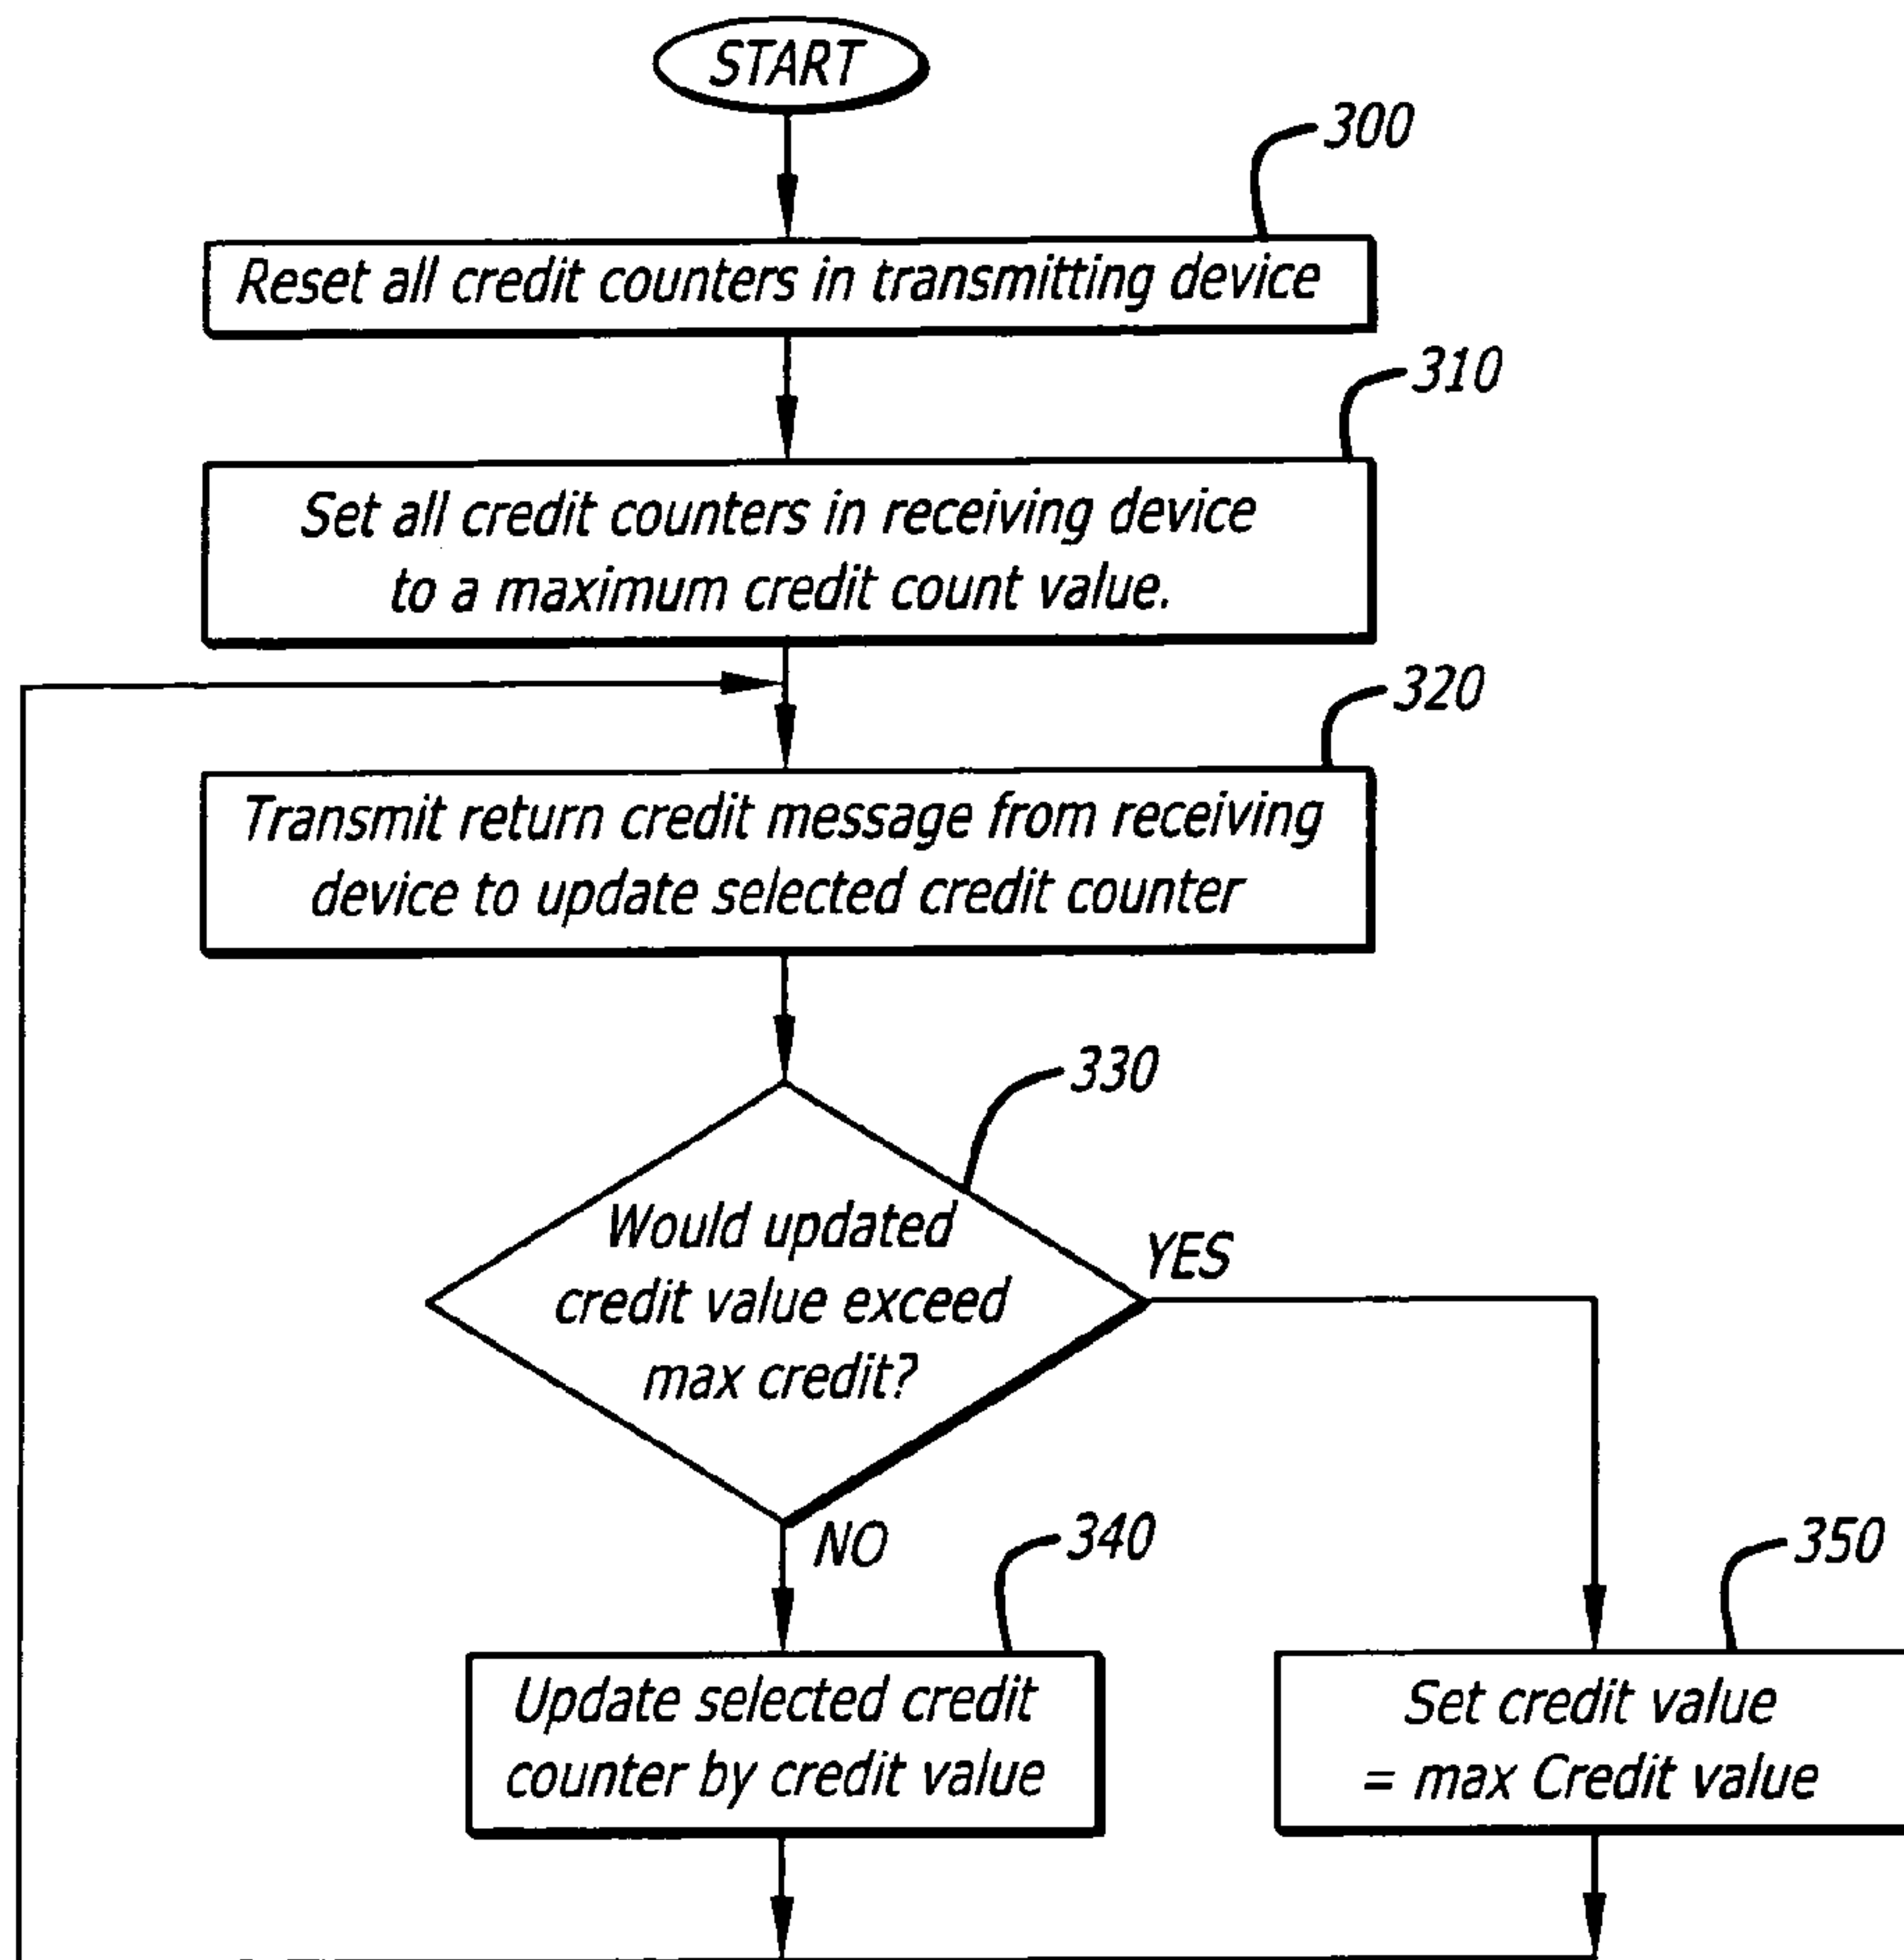 START
300
Reset all credit counters in transmitting device
310
Set all credit counters in receiving device
to a maximum credit count value.
320
Transmit return credit message from receiving
device to update selected credit counter
330
Would updated
credit value exceed
max credit?
YES
NO
340
350
Update selected credit
counter by credit value
Set credit value
= max Credit value